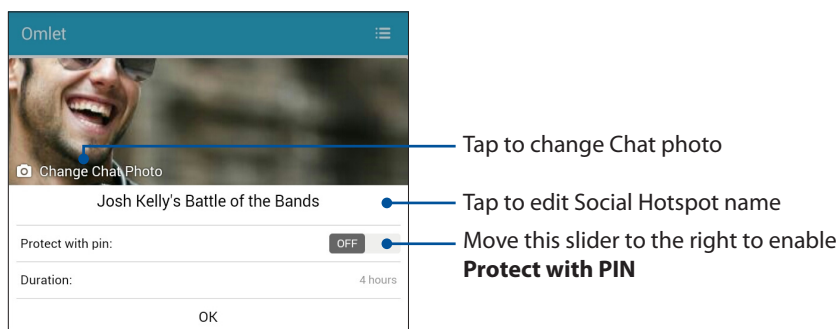 Omlet
Change Chat Photo
Tap to change Chat photo
Josh Kelly's Battle of the Bands
Tap to edit Social Hotspot name
Protect with pin:
OFF
Move this slider to the right to enable
Protect with PIN
Duration:
4 hours
OK